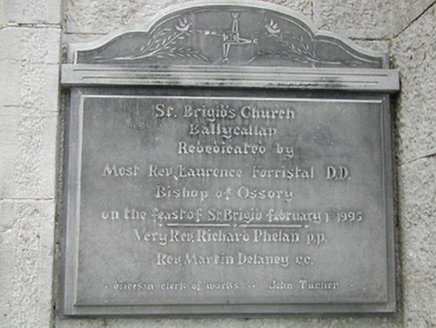 St. Brigid's Church
Ballycallan
Rededicated by
Most Rev. Laurence Forristal D.D.
Bishop of Ossory
on the feast of St. Brigid february 1st 1995
Very Rev. Richard Phelan p.p.
Rev. Martin Delaney c.c.
clerk of works - John Turner